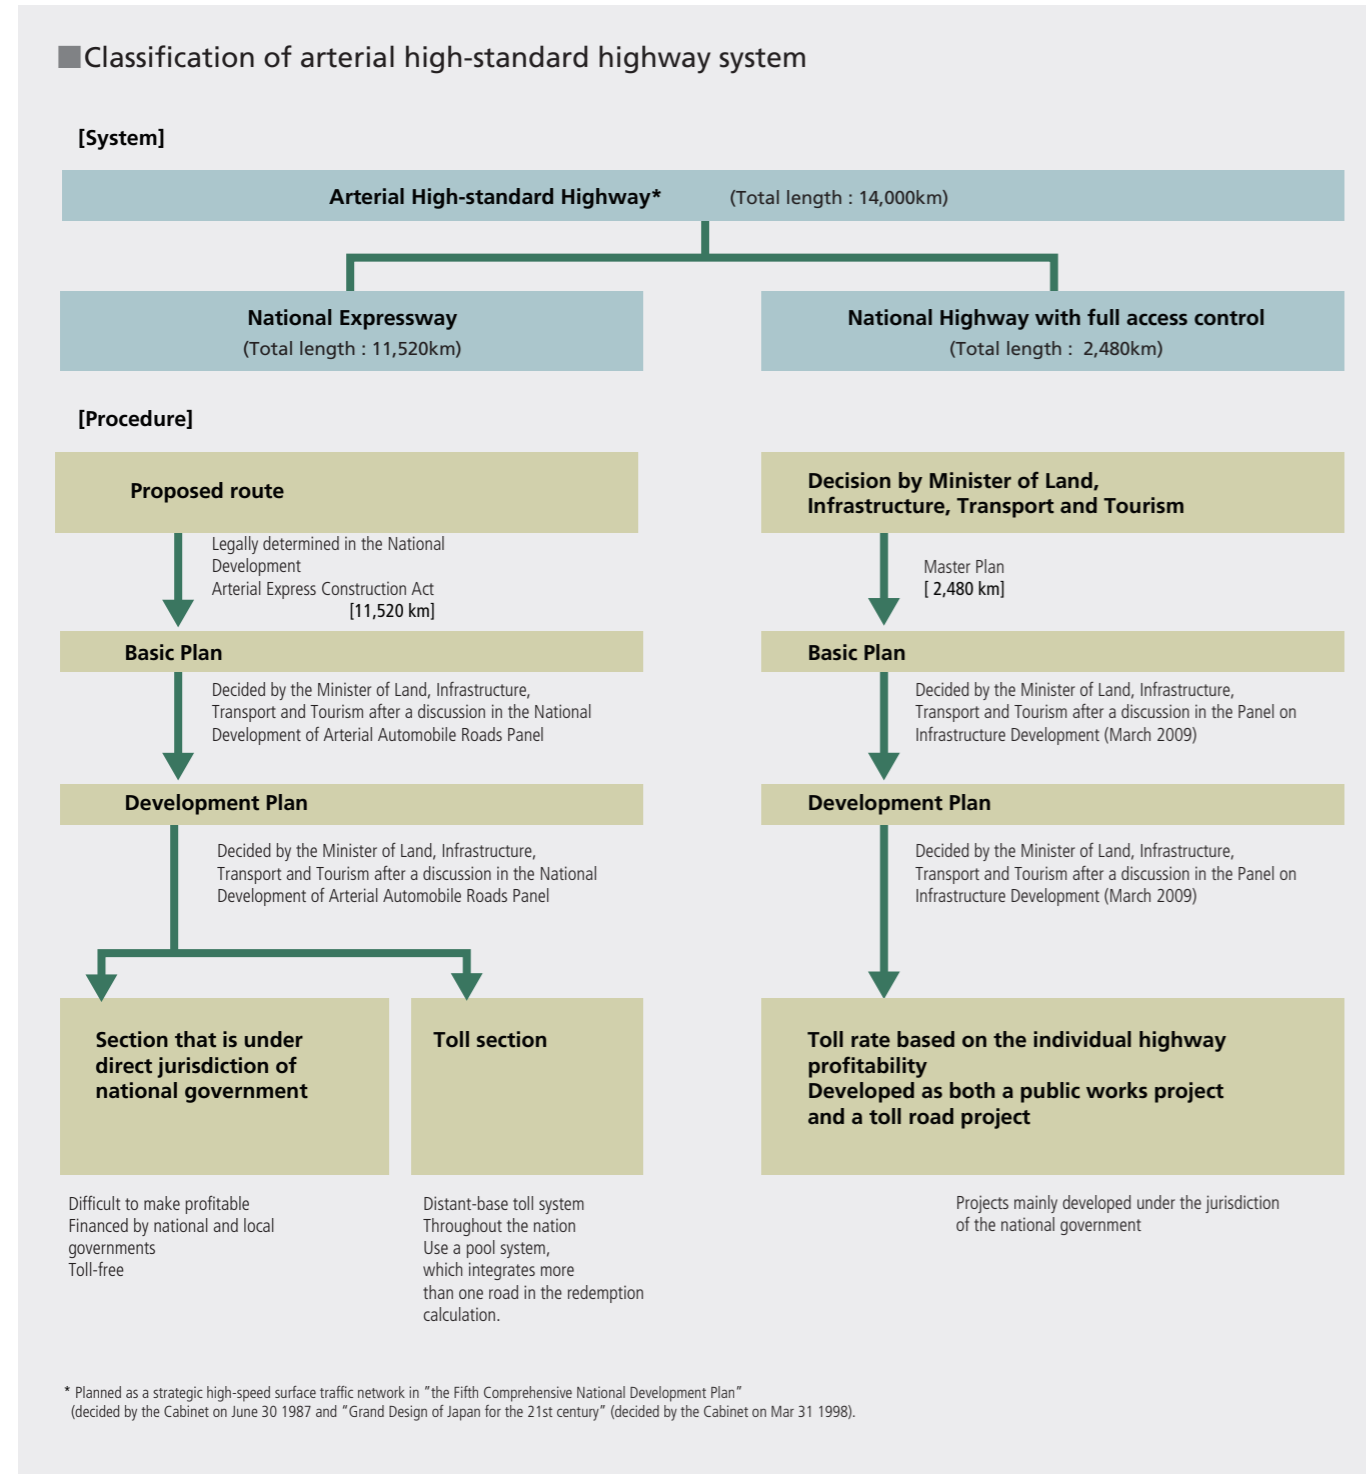 ■Classification of arterial high-standard highway system
[System]
Arterial High-standard Highway* (Total length : 14,000km)
National Expressway
(Total length : 11,520km)
National Highway with full access control
(Total length : 2,480km)
[Procedure]
Proposed route
Legally determined in the National
Development
Arterial Express Construction Act
[11,520 km]
Basic Plan
Decided by the Minister of Land, Infrastructure,
Transport and Tourism after a discussion in the National
Development of Arterial Automobile Roads Panel
Development Plan
Decided by the Minister of Land, Infrastructure,
Transport and Tourism after a discussion in the National
Development of Arterial Automobile Roads Panel
Section that is under
direct jurisdiction of
national government
Difficult to make profitable
Financed by national and local
governments
Toll-free
Toll section
Distant-base toll system
Throughout the nation
Use a pool system,
which integrates more
than one road in the redemption
calculation.
Decision by Minister of Land,
Infrastructure, Transport and Tourism
Master Plan
[ 2,480 km]
Basic Plan
Decided by the Minister of Land, Infrastructure,
Transport and Tourism after a discussion in the Panel on
Infrastructure Development (March 2009)
Development Plan
Decided by the Minister of Land, Infrastructure,
Transport and Tourism after a discussion in the Panel on
Infrastructure Development (March 2009)
Toll rate based on the individual highway
profitability
Developed as both a public works project
and a toll road project
Projects mainly developed under the jurisdiction
of the national government
* Planned as a strategic high-speed surface traffic network in "the Fifth Comprehensive National Development Plan"
(decided by the Cabinet on June 30 1987 and "Grand Design of Japan for the 21st century" (decided by the Cabinet on Mar 31 1998).